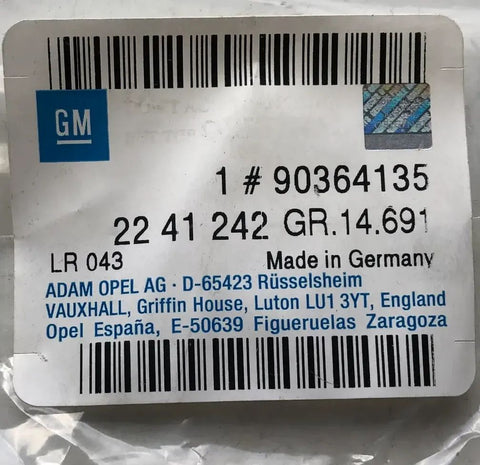 GM
1 # 90364135
22 41 242 GR.14.691
LR 043 Made in Germany
ADAM OPEL AG · D-65423 Rüsselsheim
VAUXHALL, Griffin House, Luton LU1 3YT, England
Opel España, E-50639 Figueruelas Zaragoza